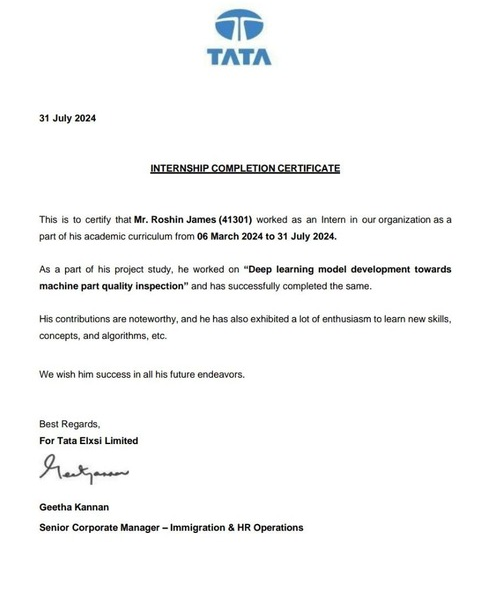 TATA
31 July 2024
INTERNSHIP COMPLETION CERTIFICATE
This is to certify that Mr. Roshin James (41301) worked as an Intern in our organization as a
part of his academic curriculum from 06 March 2024 to 31 July 2024.
As a part of his project study, he worked on “Deep learning model development towards
machine part quality inspection” and has successfully completed the same.
His contributions are noteworthy, and he has also exhibited a lot of enthusiasm to learn new skills,
concepts, and algorithms, etc.
We wish him success in all his future endeavors.
Best Regards,
For Tata Elxsi Limited
Geetha Kannan
Senior Corporate Manager – Immigration & HR Operations